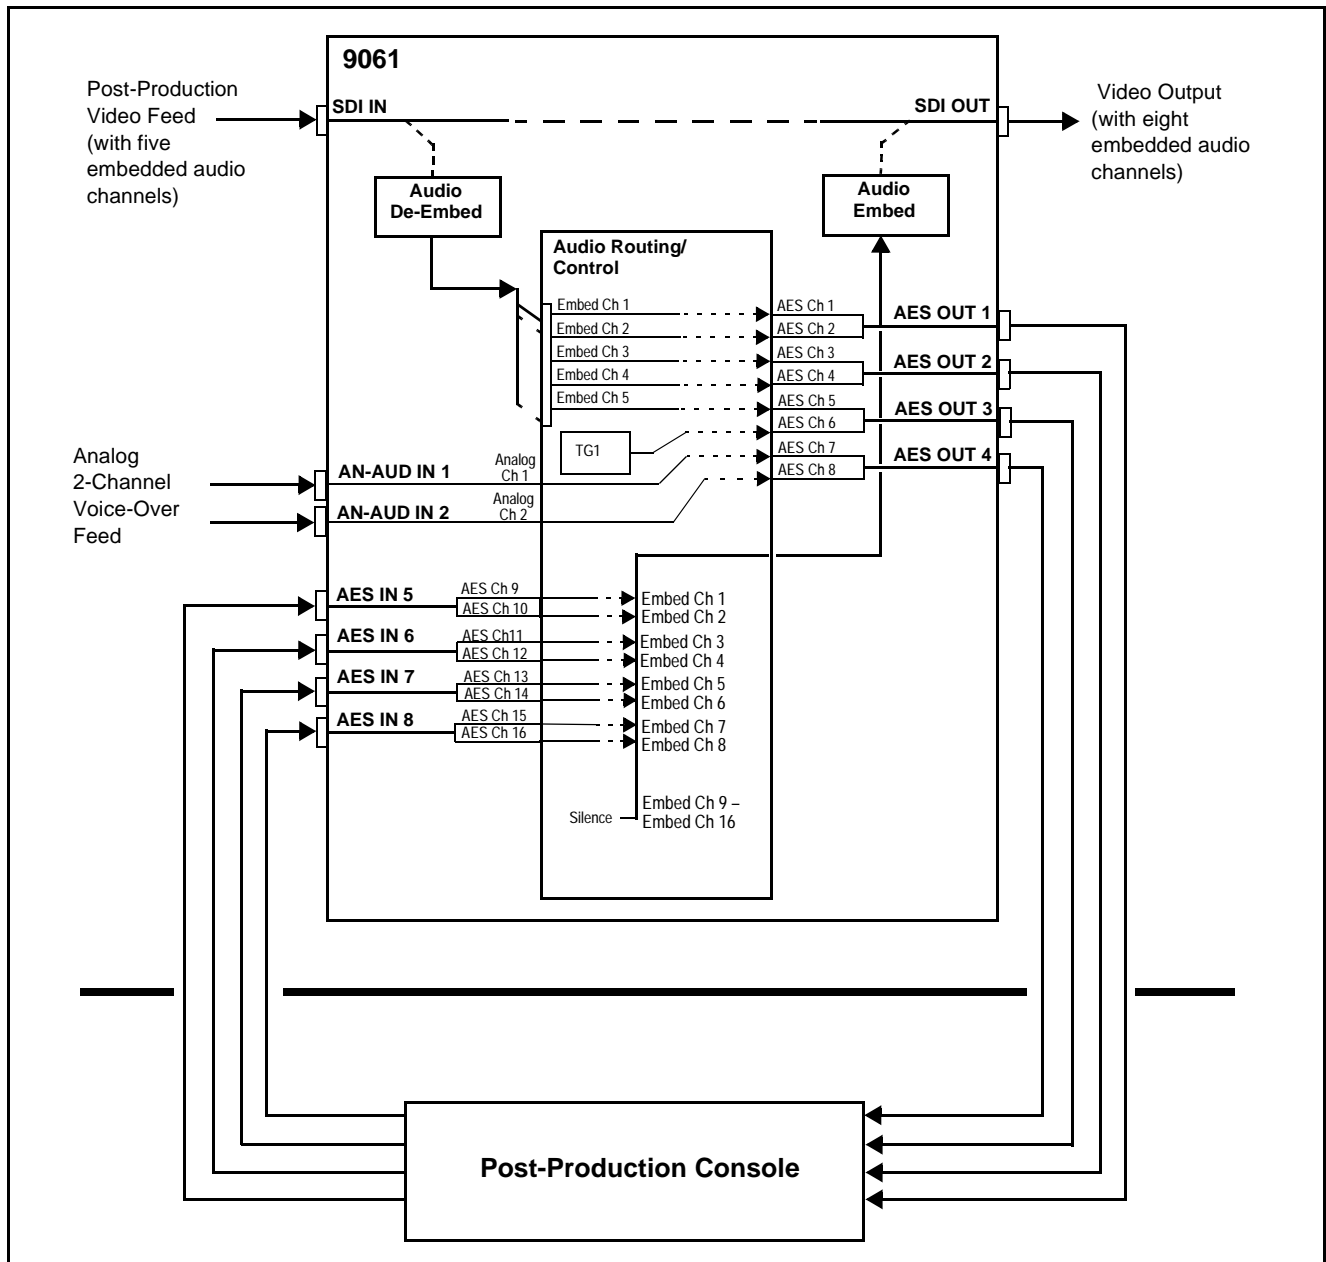 9061
Post-Production
Video Feed
(with five
embedded audio
channels)
SDI IN
SDI OUT
Video Output
(with eight
embedded audio
channels)
Audio
De-Embed
Audio
Embed
Audio Routing/
Control
Embed Ch 1
Embed Ch 2
Embed Ch 3
Embed Ch 4
Embed Ch 5
TG1
AES Ch 1
AES Ch 2
AES Ch 3
AES Ch 4
AES Ch 5
AES Ch 6
AES Ch 7
AES Ch 8
AES OUT 1
AES OUT 2
AES OUT 3
AES OUT 4
Analog
2-Channel
Voice-Over
Feed
AN-AUD IN 1
Analog
Ch 1
AN-AUD IN 2
Analog
Ch 2
AES IN 5
AES Ch 9
AES Ch 10
AES IN 6
AES Ch11
AES Ch 12
AES IN 7
AES Ch 13
AES Ch 14
AES IN 8
AES Ch 15
AES Ch 16
Embed Ch 1
Embed Ch 2
Embed Ch 3
Embed Ch 4
Embed Ch 5
Embed Ch 6
Embed Ch 7
Embed Ch 8
Silence
Embed Ch 9 –
Embed Ch 16
Post-Production Console